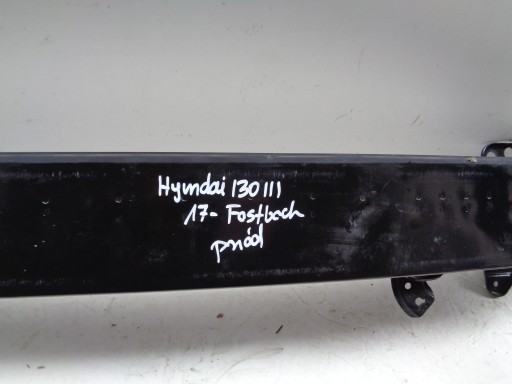 Hyundai I30 III
17- Fastback
przód